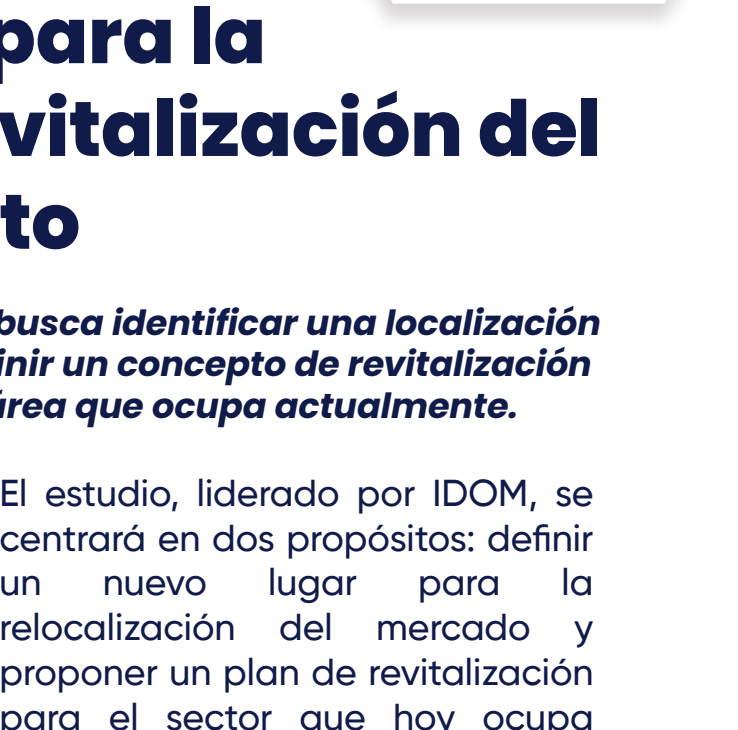 para la
vitalización del
to
busca identificar una localización
inir un concepto de revitalización
área que ocupa actualmente.
El estudio, liderado por IDOM, se
centrará en dos propósitos: definir
un nuevo lugar para la
relocalización del mercado y
proponer un plan de revitalización
para el sector que hoy ocupa